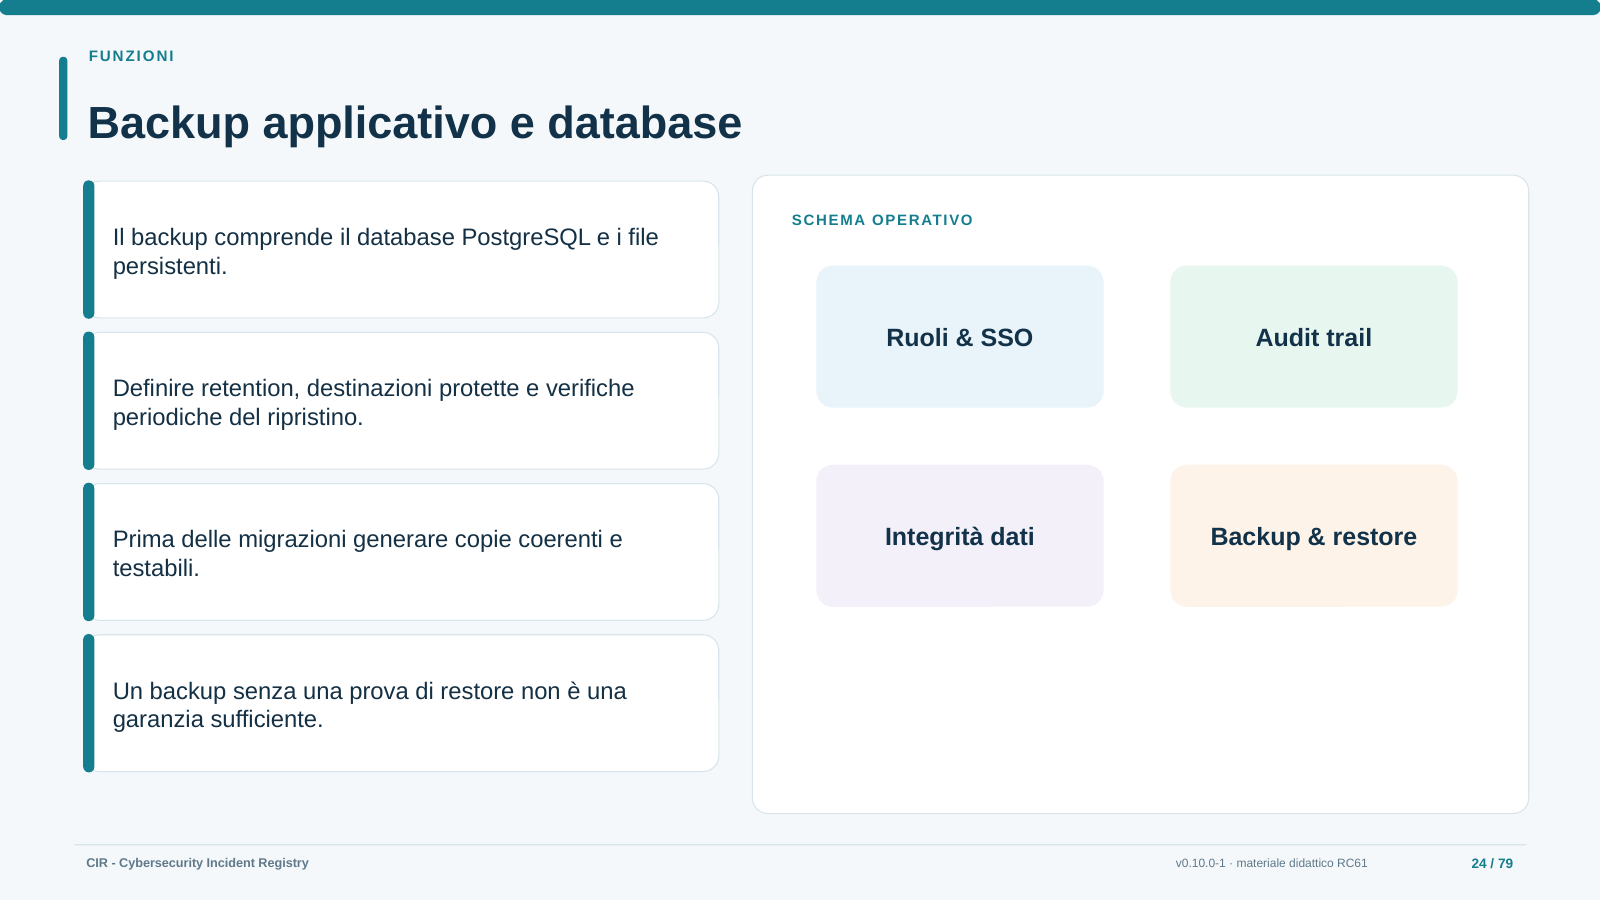 FUNZIONI
Backup applicativo e database
Il backup comprende il database PostgreSQL e i file
persistenti.
Definire retention, destinazioni protette e verifiche
periodiche del ripristino.
Prima delle migrazioni generare copie coerenti e
testabili.
Un backup senza una prova di restore non è una
garanzia sufficiente.
SCHEMA OPERATIVO
Ruoli & SSO
Audit trail
Integrità dati
Backup & restore
CIR - Cybersecurity Incident Registry
v0.10.0-1 · materiale didattico RC61
24 / 79